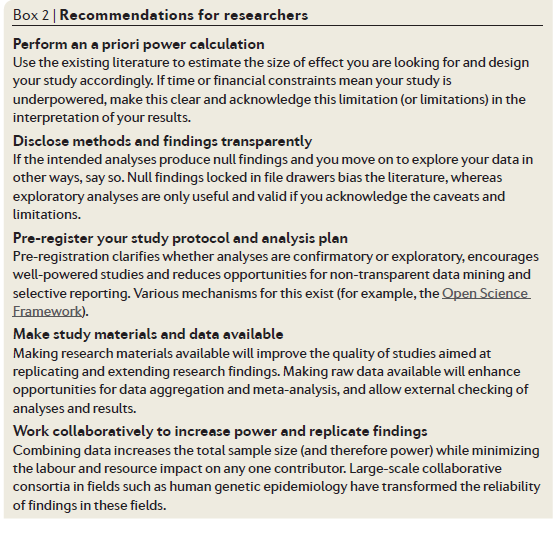 Box 2 | Recommendations for researchers
Perform an a priori power calculation
Use the existing literature to estimate the size of effect you are looking for and design
your study accordingly. If time or financial constraints mean your study is
underpowered, make this clear and acknowledge this limitation (or limitations) in the
interpretation of your results.
Disclose methods and findings transparently
If the intended analyses produce null findings and you move on to explore your data in
other ways, say so. Null findings locked in file drawers bias the literature, whereas
exploratory analyses are only useful and valid if you acknowledge the caveats and
limitations.
Pre-register your study protocol and analysis plan
Pre-registration clarifies whether analyses are confirmatory or exploratory, encourages
well-powered studies and reduces opportunities for non-transparent data mining and
selective reporting. Various mechanisms for this exist (for example, the Open Science
Framework).
Make study materials and data available
Making research materials available will improve the quality of studies aimed at
replicating and extending research findings. Making raw data available will enhance
opportunities for data aggregation and meta-analysis, and allow external checking of
analyses and results.
Work collaboratively to increase power and replicate findings
Combining data increases the total sample size (and therefore power) while minimizing
the labour and resource impact on any one contributor. Large-scale collaborative
consortia in fields such as human genetic epidemiology have transformed the reliability
of findings in these fields.